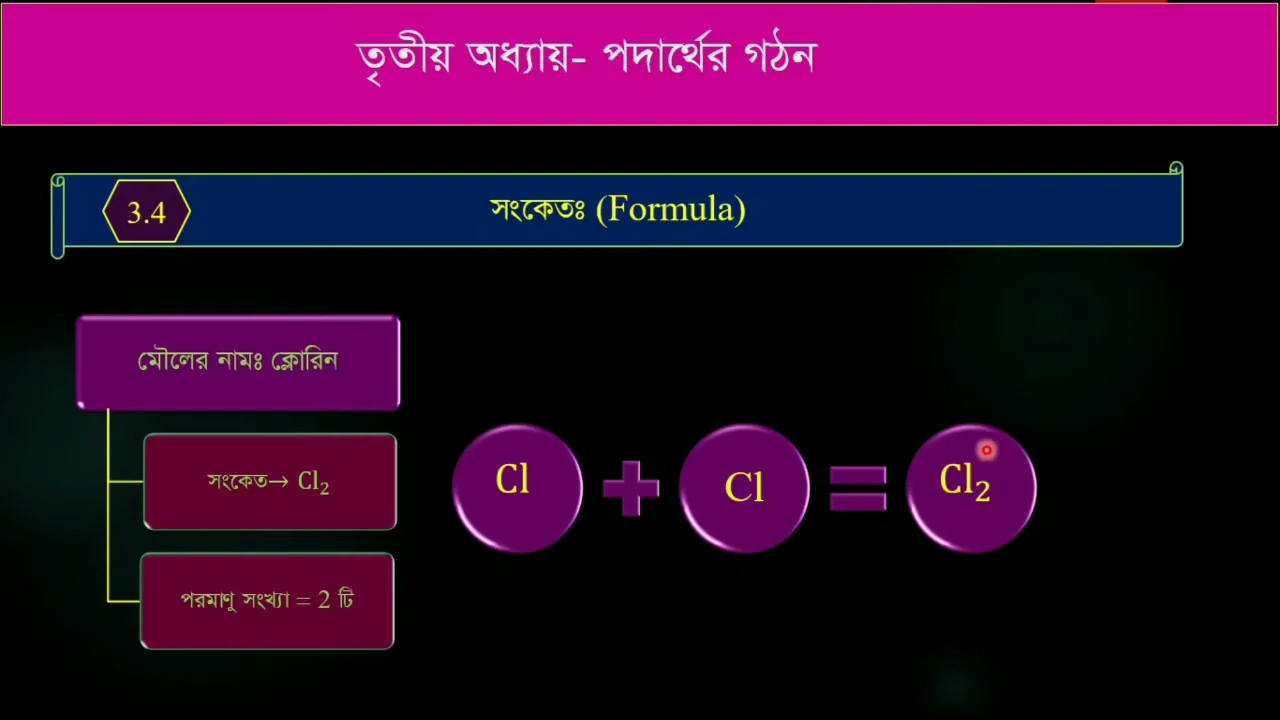 তৃতীয় অধ্যায়- পদার্থের গঠন
3.4
সংকেতঃ (Formula)
মৌলের নামঃ ক্লোরিন
সংকেত→ Cl₂
পরমাণু সংখ্যা = 2 টি
Cl + Cl = Cl₂